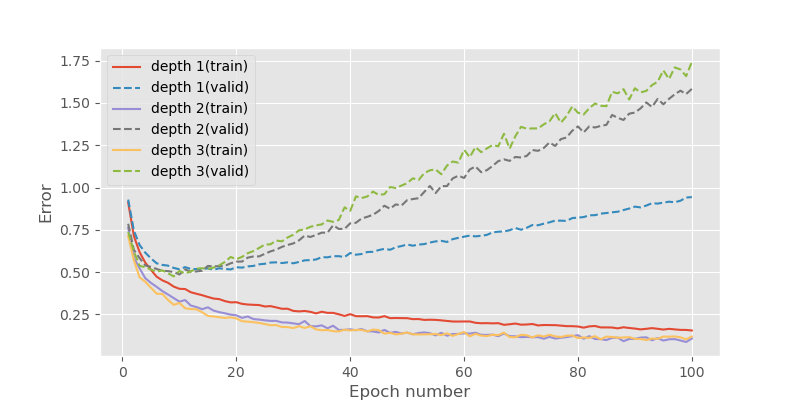 1.75
1.50
1.25
1.00
0.75
0.50
0.25
Error
depth 1(train)
depth 1(valid)
depth 2(train)
depth 2(valid)
depth 3(train)
depth 3(valid)
0 20 40 60 80 100
Epoch number